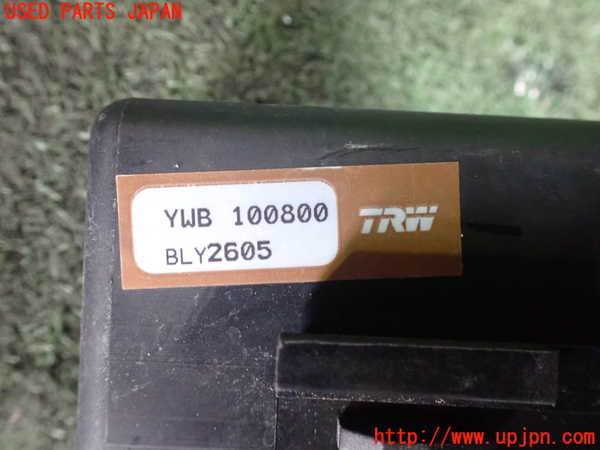 USED PARTS JAPAN
YWB 100800
TRW
BLY2605
http://www.upjpn.com/